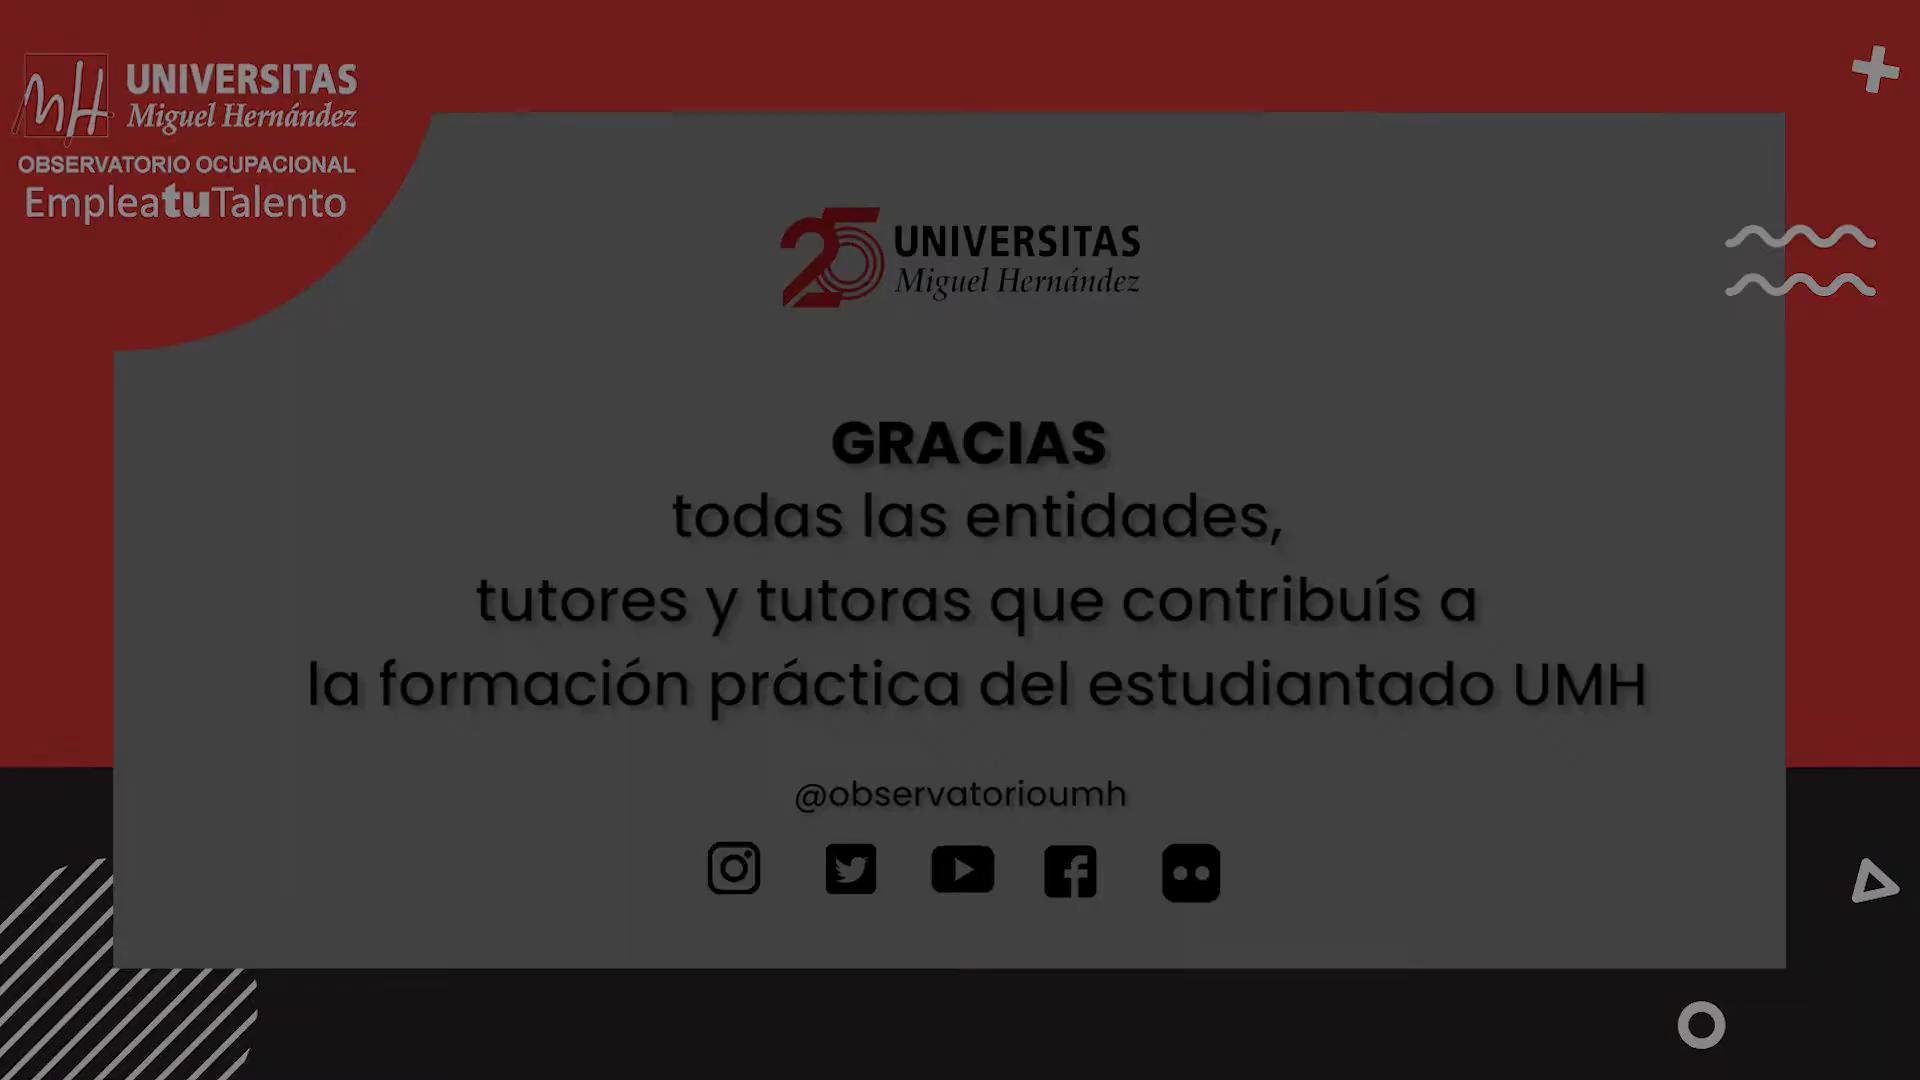 UNIVERSITAS
Miguel Hernández
OBSERVATORIO OCUPACIONAL
EmpleatuTalento
25 UNIVERSITAS
Miguel Hernández
GRACIAS
todas las entidades,
tutores y tutoras que contribuís a
la formación práctica del estudiantado UMH
@observatorioumh